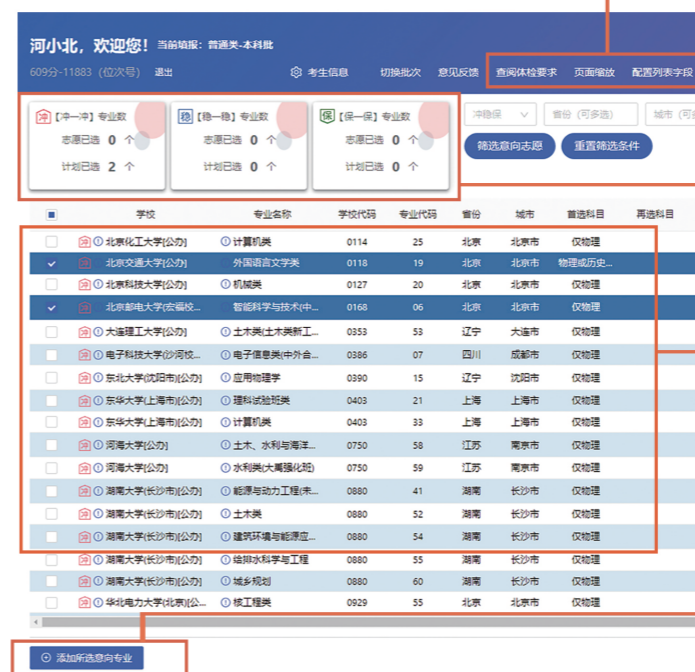 河小北，欢迎您！ 当前填报：普通类-本科批
609分-11883（位次号） 退出 考生信息 切换批次 意见反馈 查阅体检要求 页面缩放 配置列表字段
冲 【冲一冲】专业数 稳 【稳一稳】专业数 保 【保一保】专业数 冲稳保 省份（可多选） 城市（可多
志愿已选 0 个 志愿已选 0 个 志愿已选 0 个 筛选意向志愿 重置筛选条件
计划已选 2 个 计划已选 0 个 计划已选 0 个
学校 专业名称 学校代码 专业代码 省份 城市 首选科目 再选科目
冲 北京化工大学[公办] 计算机类 0114 25 北京 北京市 仅物理
冲 北京交通大学[公办] 外国语言文学类 0118 19 北京 北京市 物理或历史...
冲 北京科技大学[公办] 机械类 0127 20 北京 北京市 仅物理
冲 北京邮电大学(宏福校... 智能科学与技术(中... 0168 06 北京 北京市 仅物理
冲 大连理工大学[公办] 土木类(土木类新工... 0353 53 辽宁 大连市 仅物理
冲 电子科技大学(沙河校... 电子信息类(中外合... 0386 07 四川 成都市 仅物理
冲 东北大学(沈阳市)[公办] 应用物理学 0390 15 辽宁 沈阳市 仅物理
冲 东华大学(上海市)[公办] 理科试验班类 0403 21 上海 上海市 仅物理
冲 东华大学(上海市)[公办] 计算机类 0403 33 上海 上海市 仅物理
冲 河海大学[公办] 土木、水利与海洋... 0750 58 江苏 南京市 仅物理
冲 河海大学[公办] 水利类(大禹强化班) 0750 59 江苏 南京市 仅物理
冲 湖南大学(长沙市)[公办] 能源与动力工程(未... 0880 41 湖南 长沙市 仅物理
冲 湖南大学(长沙市)[公办] 土木类 0880 52 湖南 长沙市 仅物理
冲 湖南大学(长沙市)[公办] 建筑环境与能源应... 0880 54 湖南 长沙市 仅物理
冲 湖南大学(长沙市)[公办] 给排水科学与工程 0880 55 湖南 长沙市 仅物理
冲 湖南大学(长沙市)[公办] 城乡规划 0880 60 湖南 长沙市 仅物理
冲 华北电力大学(北京)[公... 核工程类 0929 55 北京 北京市 仅物理
添加所选意向专业